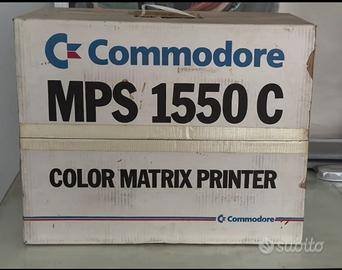 Commodore
MPS 1550 C
COLOR MATRIX PRINTER
Commodore
subito